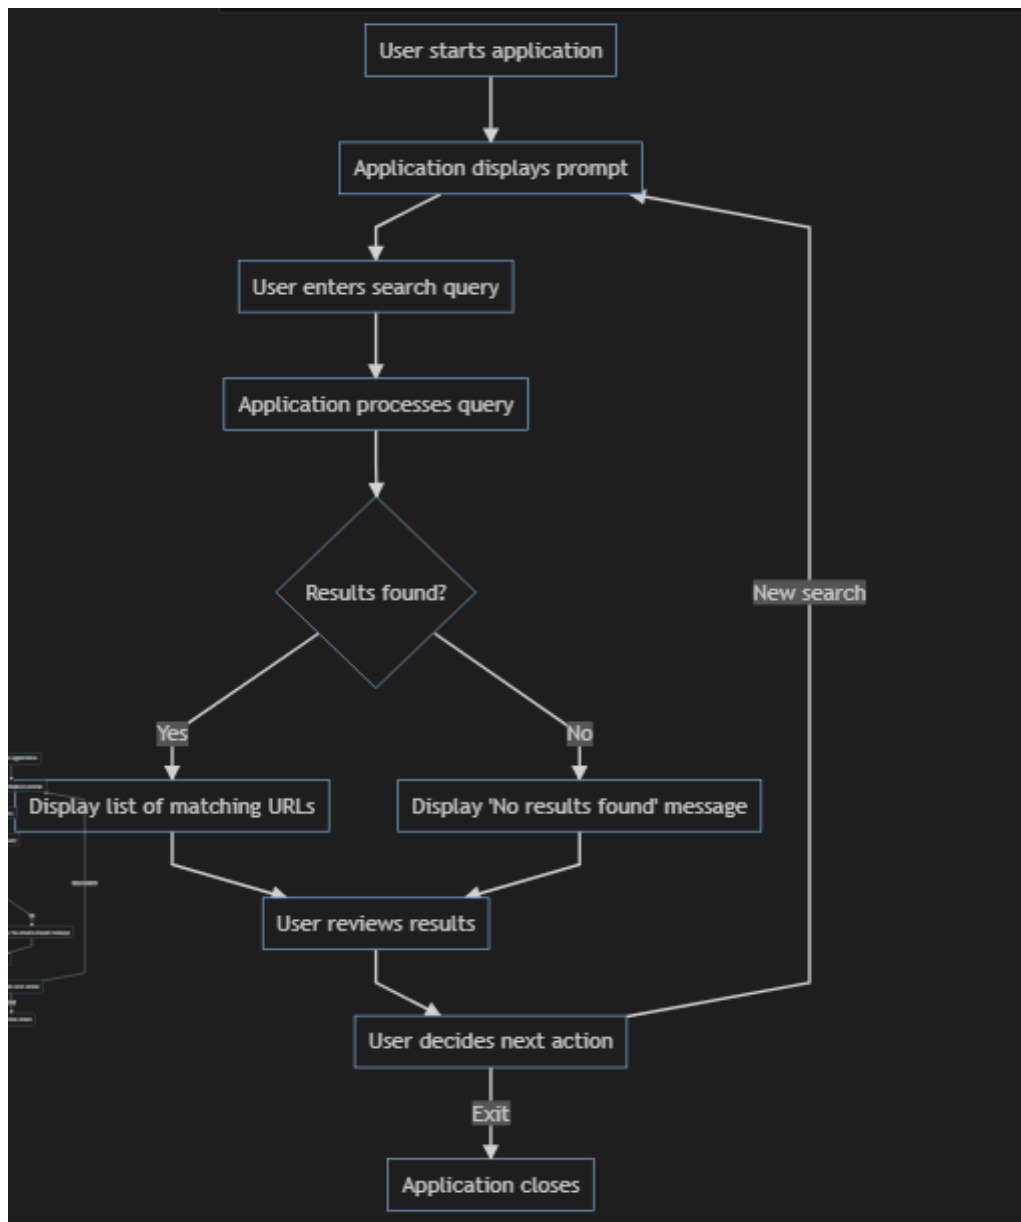 User starts application
Application displays prompt
User enters search query
Application processes query
Results found?
New search
Yes
No
Display list of matching URLs
Display 'No results found' message
User reviews results
User decides next action
Exit
Application closes